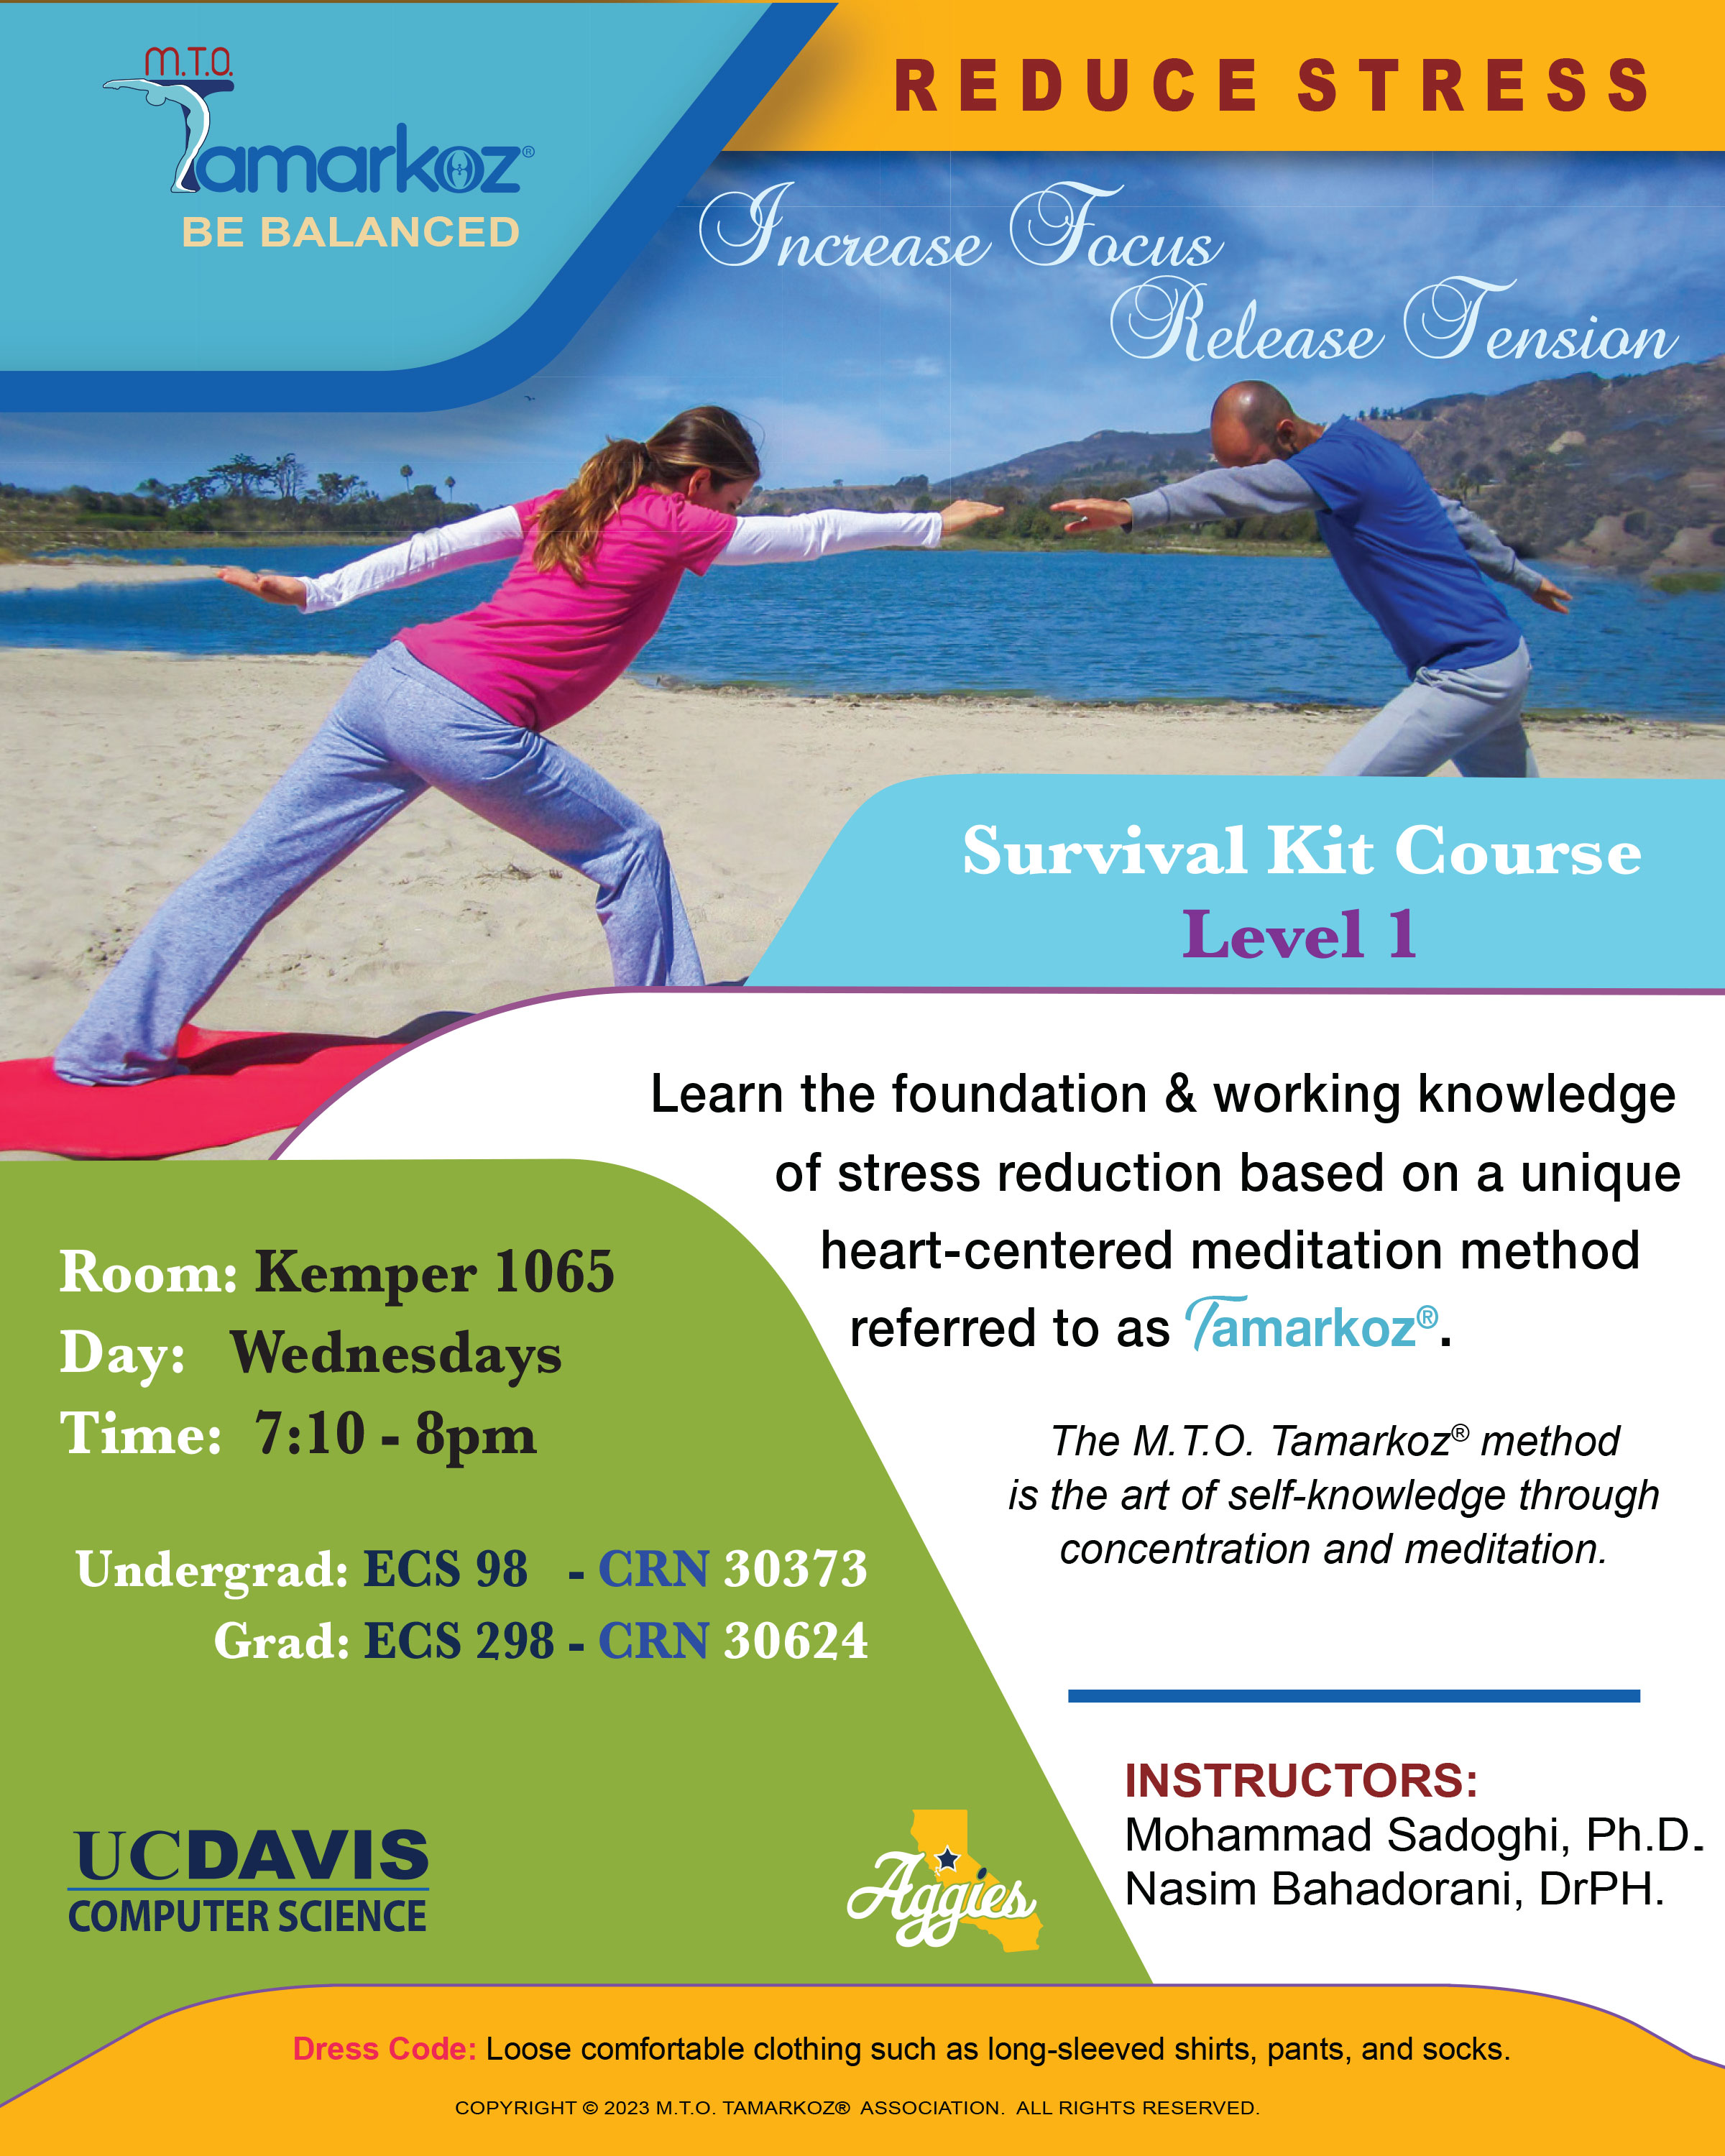 M.T.O.
Tamarkoz®
BE BALANCED
REDUCE STRESS
Increase Focus
Release Tension
Survival Kit Course
Level 1
Learn the foundation & working knowledge
of stress reduction based on a unique
heart-centered meditation method
referred to as Tamarkoz®.
The M.T.O. Tamarkoz® method
is the art of self-knowledge through
concentration and meditation.
Room: Kemper 1065
Day: Wednesdays
Time: 7:10 - 8pm
Undergrad: ECS 98 - CRN 30373
Grad: ECS 298 - CRN 30624
INSTRUCTORS:
Mohammad Sadoghi, Ph.D.
Nasim Bahadorani, DrPH.
UCDAVIS
COMPUTER SCIENCE
Aggies
Dress Code: Loose comfortable clothing such as long-sleeved shirts, pants, and socks.
COPYRIGHT © 2023 M.T.O. TAMARKOZ® ASSOCIATION. ALL RIGHTS RESERVED.